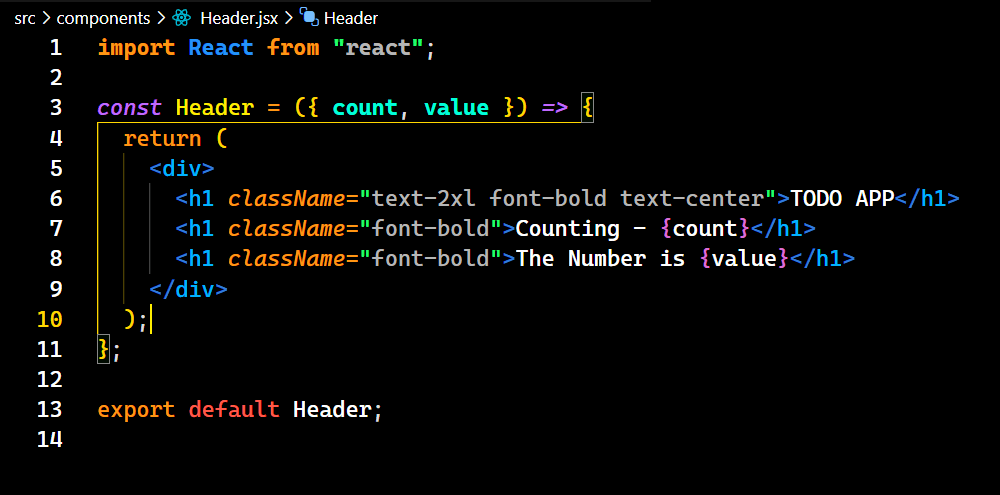 src > components > Header.jsx > Header
1 import React from "react";
2
3 const Header = ({ count, value }) => {
4   return (
5     <div>
6       <h1 className="text-2xl font-bold text-center">TODO APP</h1>
7       <h1 className="font-bold">Counting - {count}</h1>
8       <h1 className="font-bold">The Number is {value}</h1>
9     </div>
10   );
11 };
12
13 export default Header;
14